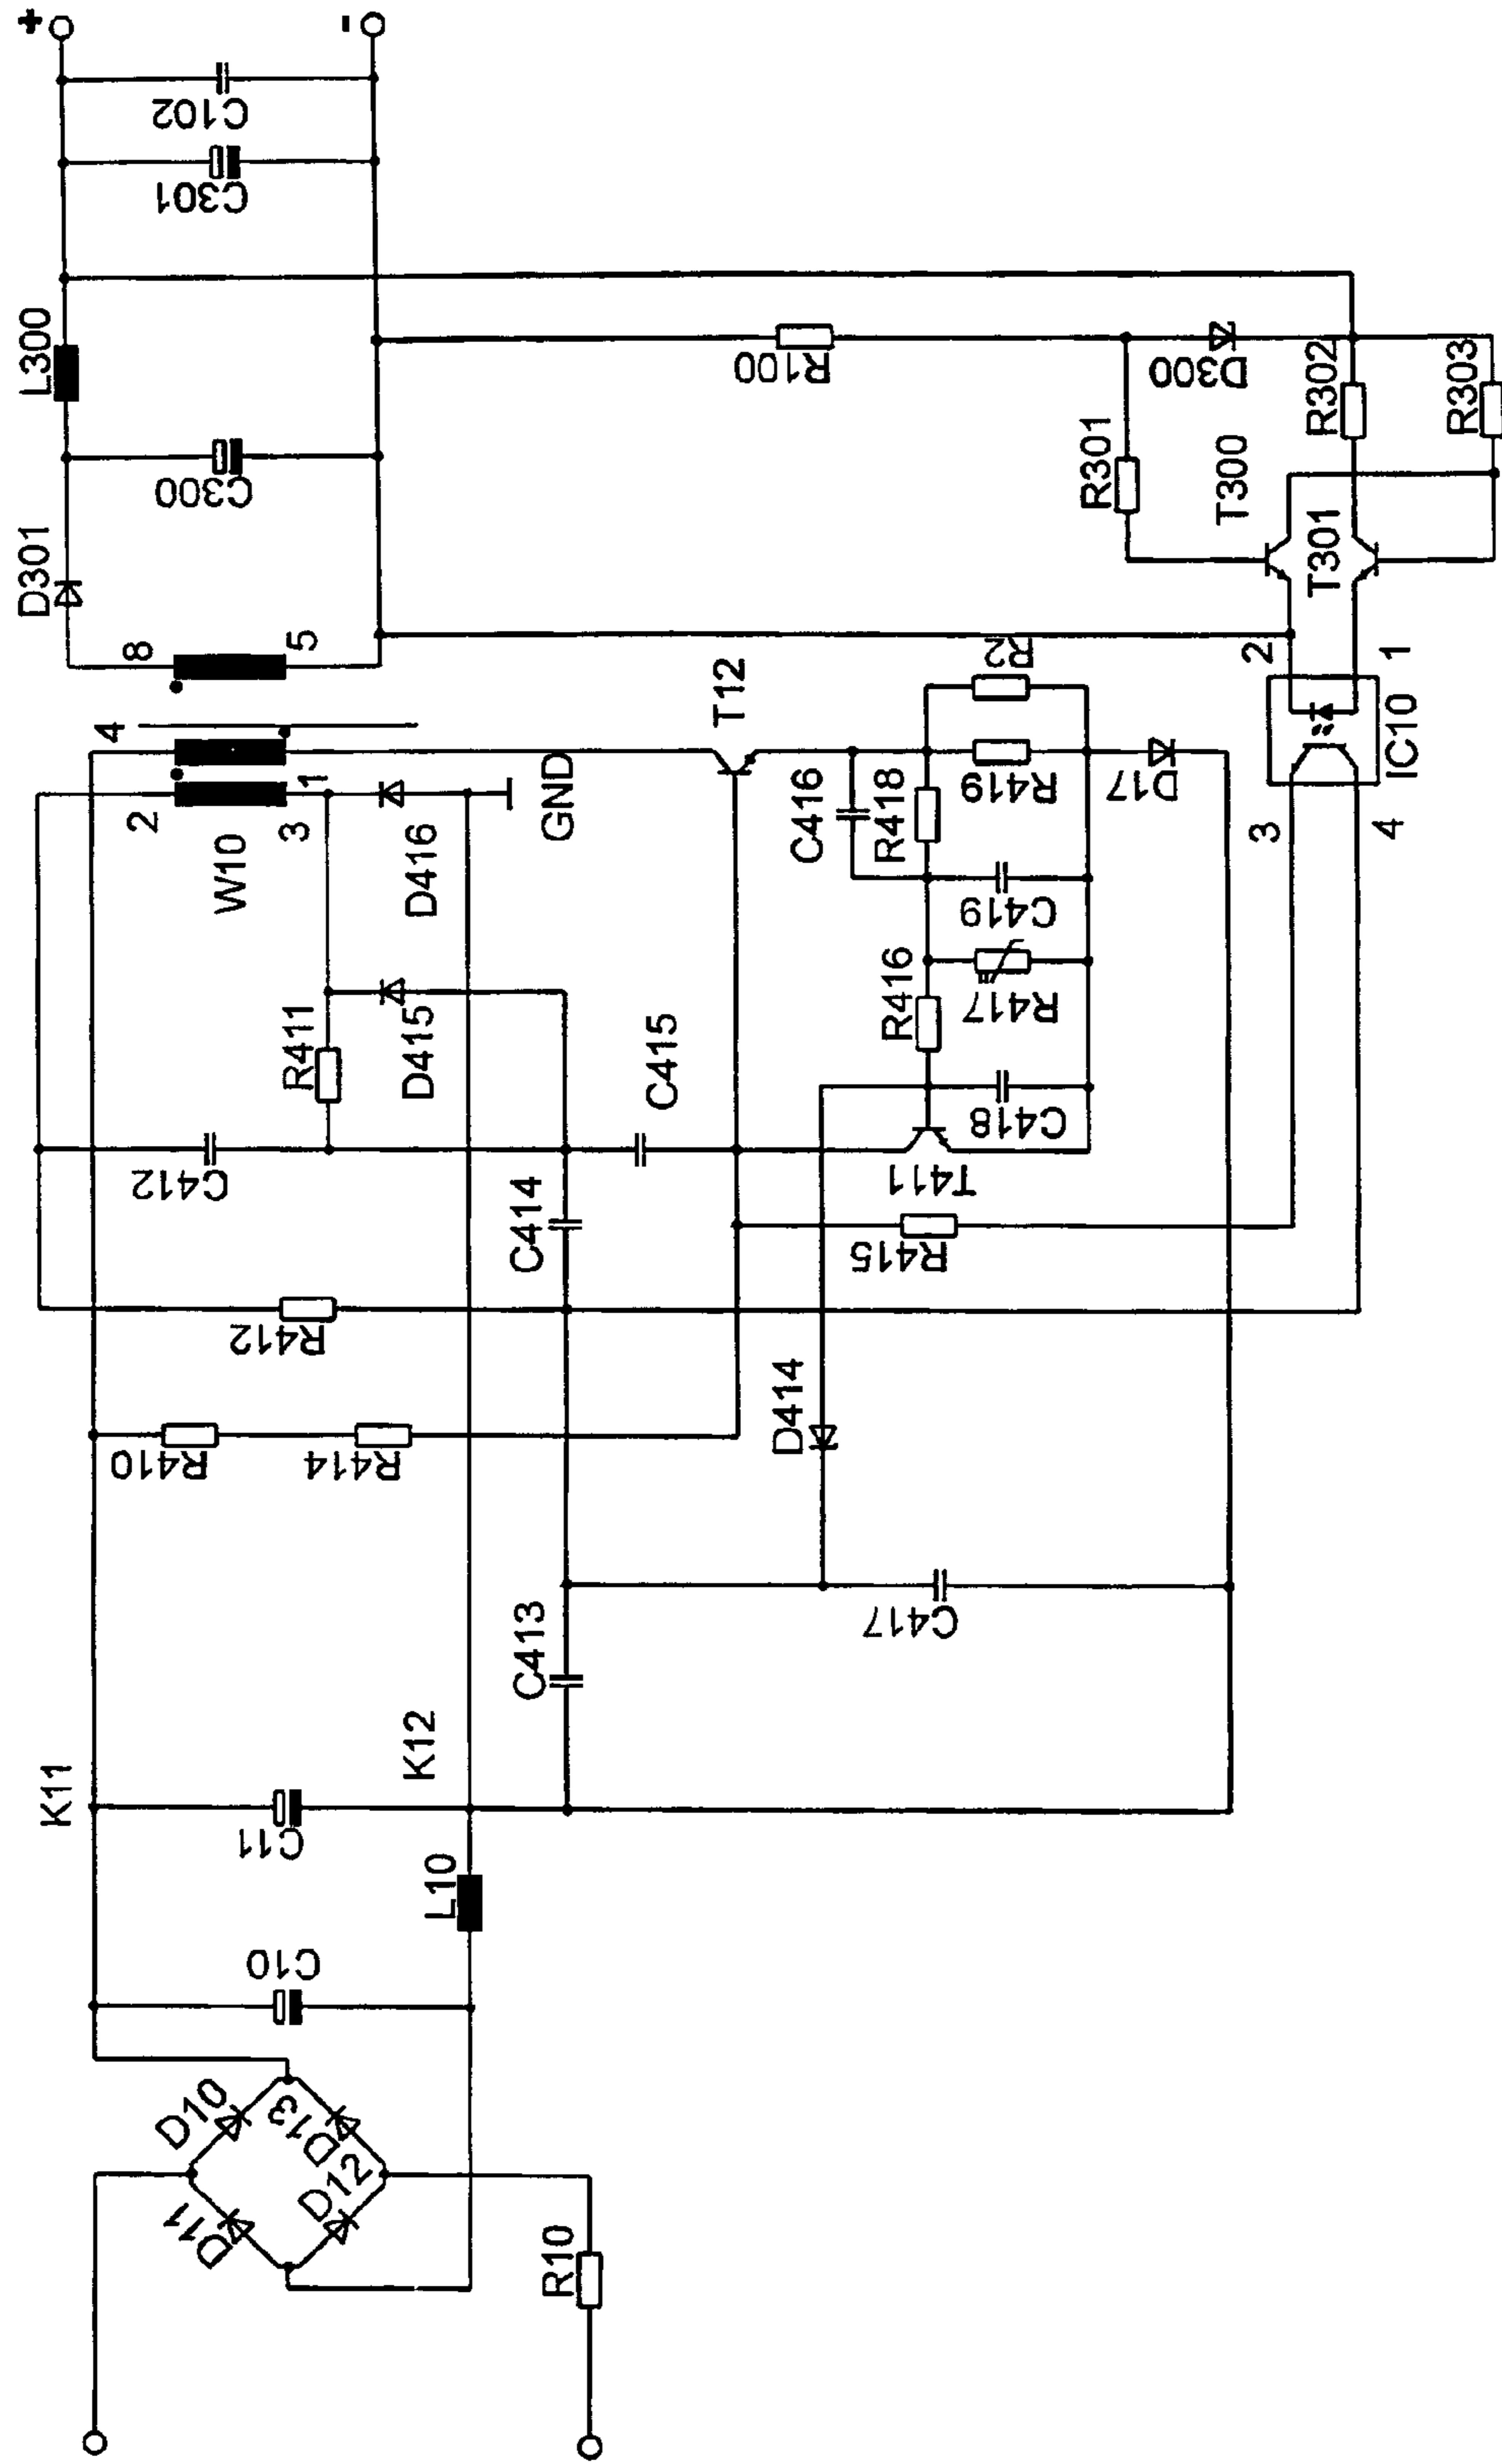 +
-
C102
C301
L300
C300
D301
8
5
4
2
1
3
W10
R100
D300
R301
T300
R302
R303
T301
2
1
IC10
3
4
T12
R2
GND
C416
R418
R419
D17
D416
D415
R411
C412
C415
C414
R416
R417
C419
C418
T411
R415
R412
R410
R414
D414
C417
C413
K11
K12
C11
L10
C10
D10
D13
D11
D12
R10